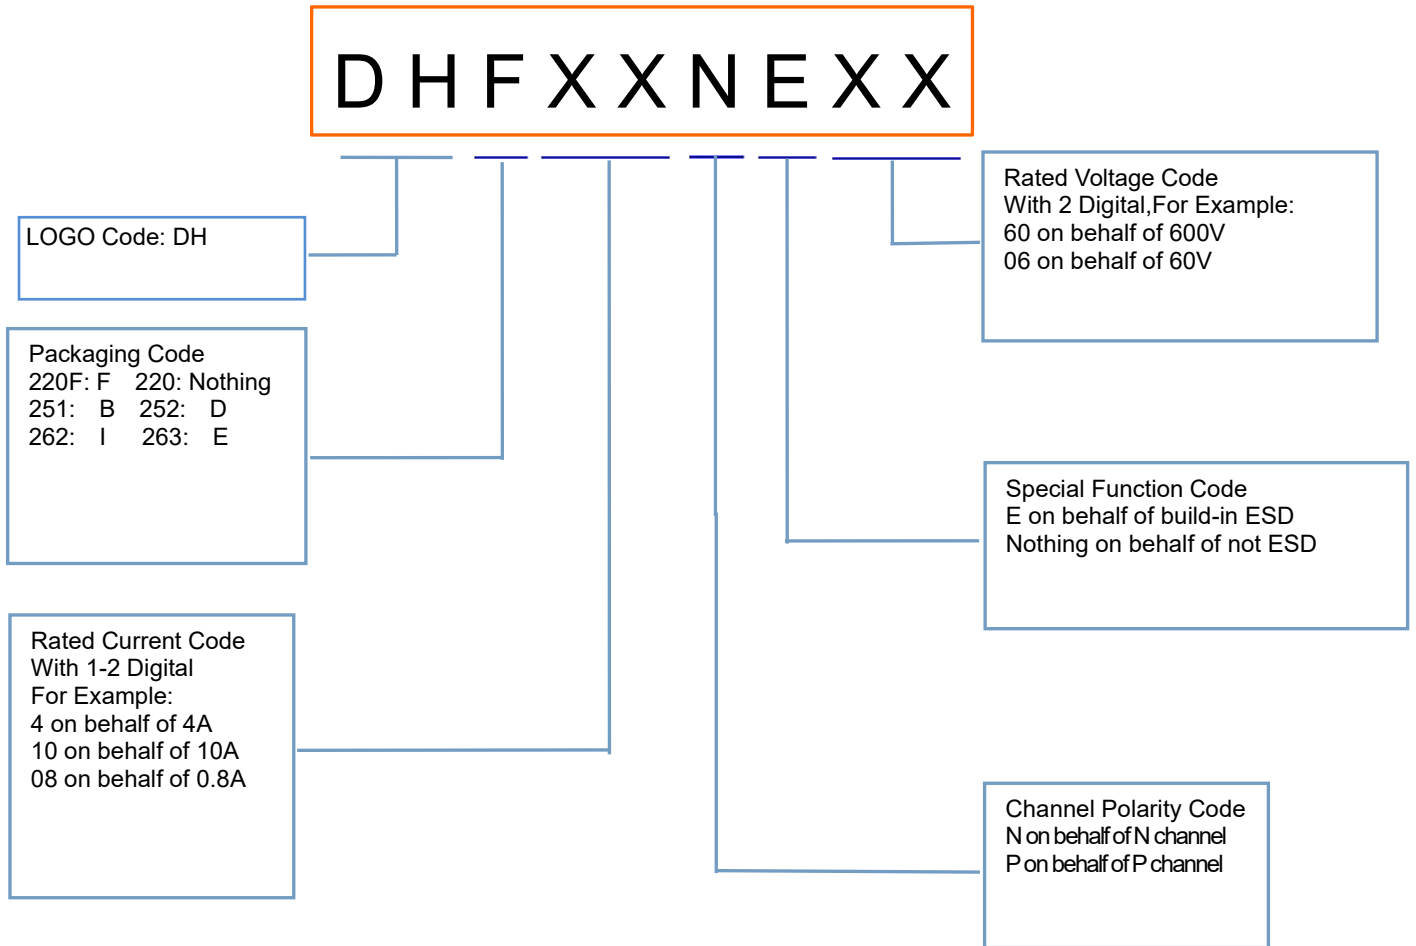 D H F X X N E X X
LOGO Code: DH
Packaging Code
220F: F 220: Nothing
251: B 252: D
262: I 263: E
Rated Current Code
With 1-2 Digital
For Example:
4 on behalf of 4A
10 on behalf of 10A
08 on behalf of 0.8A
Rated Voltage Code
With 2 Digital,For Example:
60 on behalf of 600V
06 on behalf of 60V
Special Function Code
E on behalf of build-in ESD
Nothing on behalf of not ESD
Channel Polarity Code
N on behalf of N channel
P on behalf of P channel